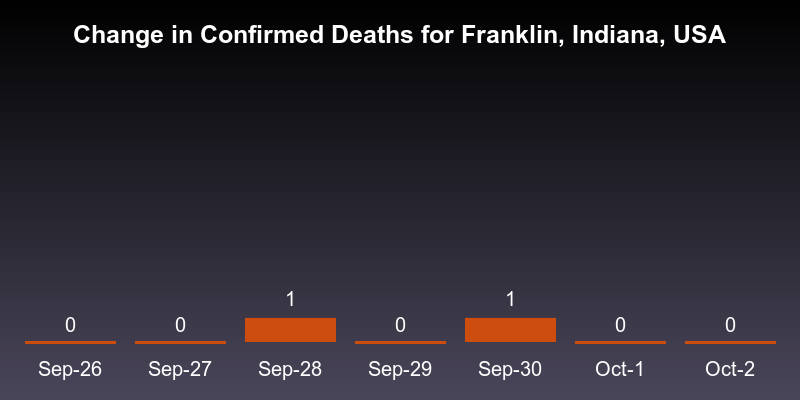 Change in Confirmed Deaths for Franklin, Indiana, USA
0 0 1 0 1 0 0
Sep-26 Sep-27 Sep-28 Sep-29 Sep-30 Oct-1 Oct-2